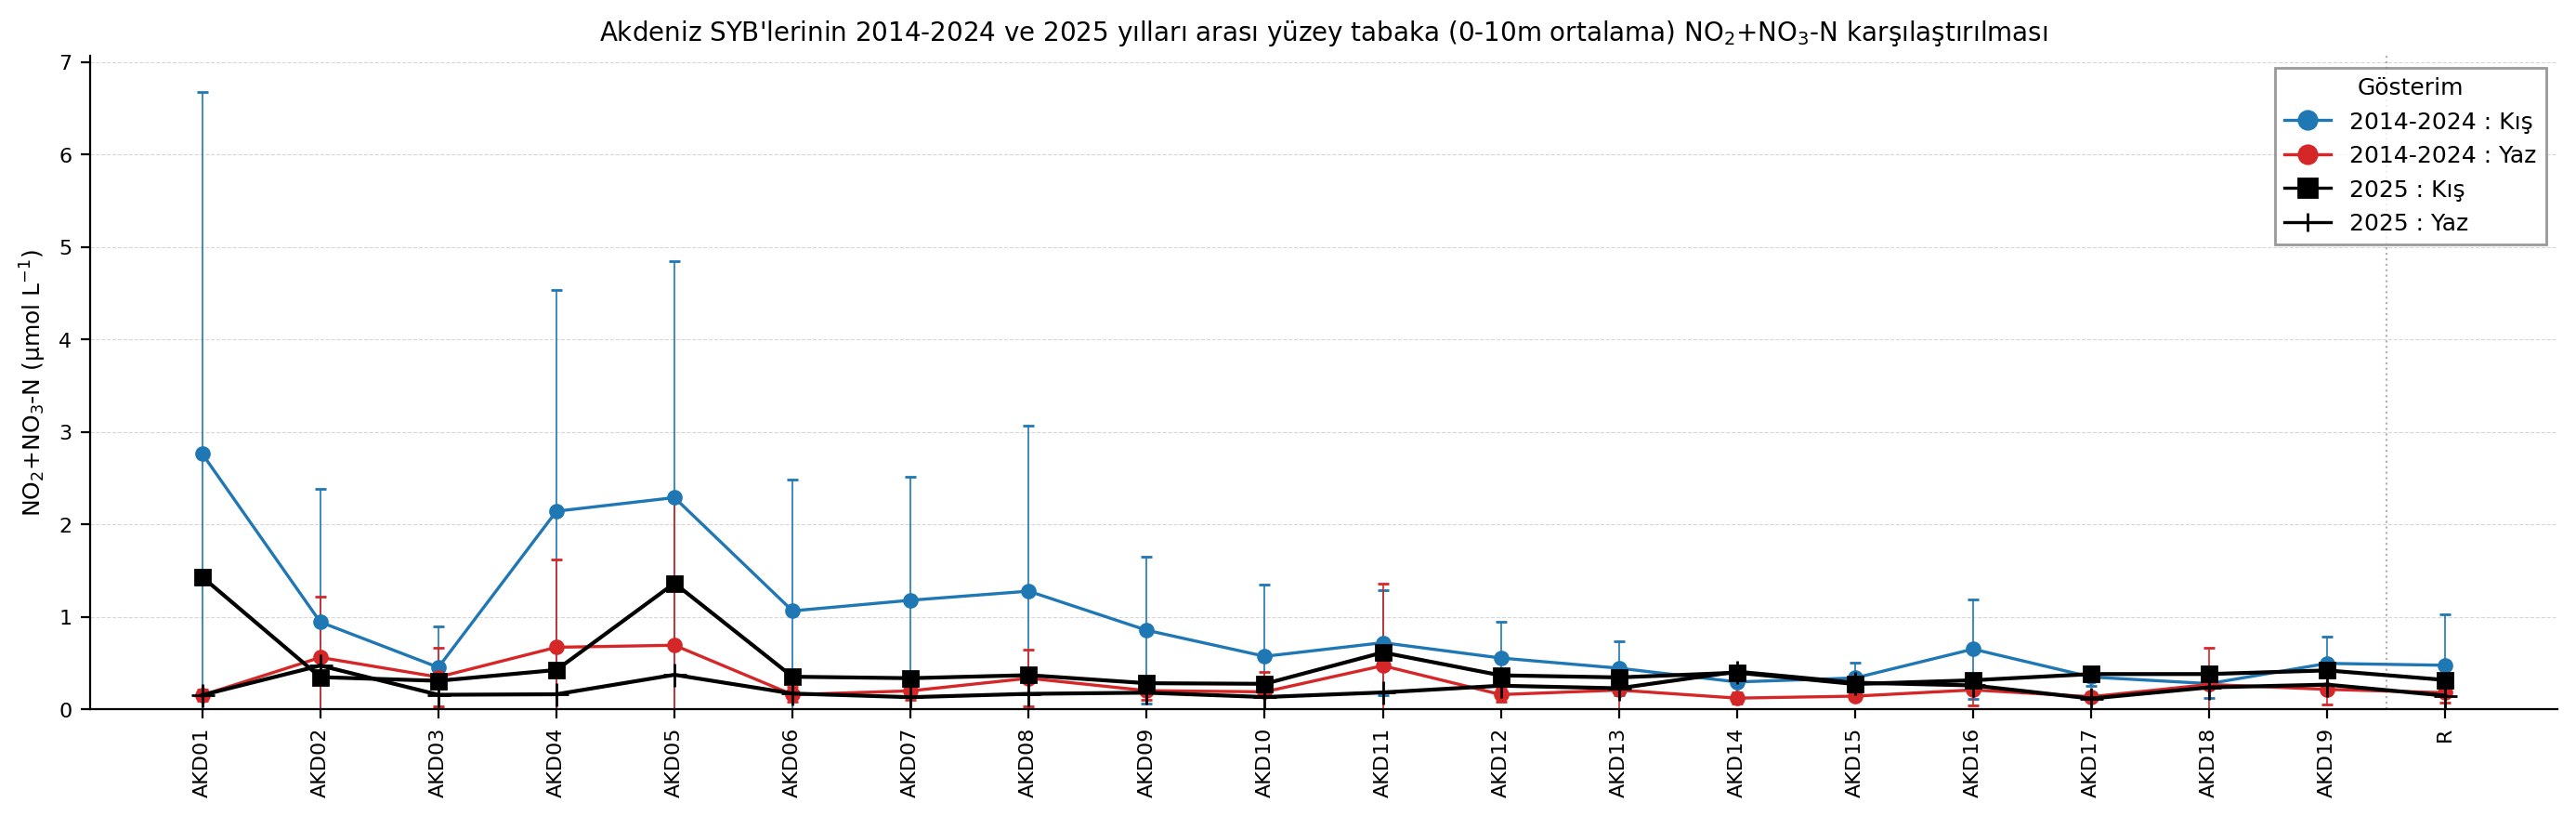 Akdeniz SYB'lerinin 2014-2024 ve 2025 yılları arası yüzey tabaka (0-10m ortalama) NO₂+NO₃-N karşılaştırılması
NO₂+NO₃-N (µmol L⁻¹)
7
6
5
4
3
2
1
0
Gösterim
2014-2024 : Kış
2014-2024 : Yaz
2025 : Kış
2025 : Yaz
AKD01
AKD02
AKD03
AKD04
AKD05
AKD06
AKD07
AKD08
AKD09
AKD10
AKD11
AKD12
AKD13
AKD14
AKD15
AKD16
AKD17
AKD18
AKD19
R